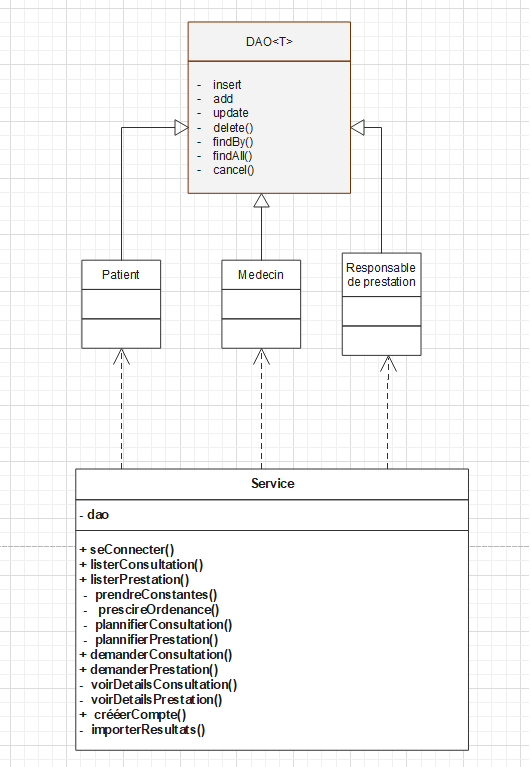 DAO<T>
- insert
- add
- update
- delete()
- findBy()
- findAll()
- cancel()
Patient
Medecin
Responsable
de prestation
Service
- dao
+ seConnecter()
+ listerConsultation()
+ listerPrestation()
- prendreConstantes()
- prescireOrdenance()
- plannifierConsultation()
- plannifierPrestation()
+ demanderConsultation()
+ demanderPrestation()
- voirDetailsConsultation()
- voirDetailsPrestation()
+ crééerCompte()
- importerResultats()